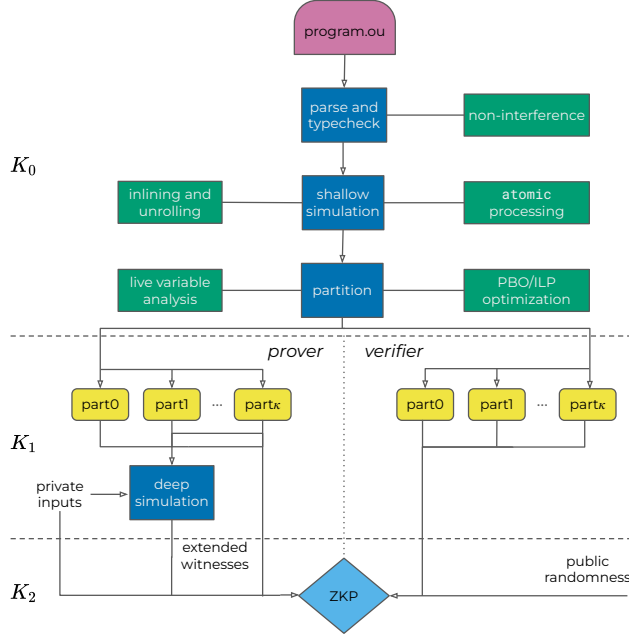 program.ou
parse and
typecheck
non-interference
K₀
inlining and
unrolling
shallow
simulation
atomic
processing
live variable
analysis
partition
PBO/ILP
optimization
prover
verifier
part0
part1
...
partκ
part0
part1
...
partκ
K₁
private
inputs
deep
simulation
extended
witnesses
public
randomness
K₂
ZKP